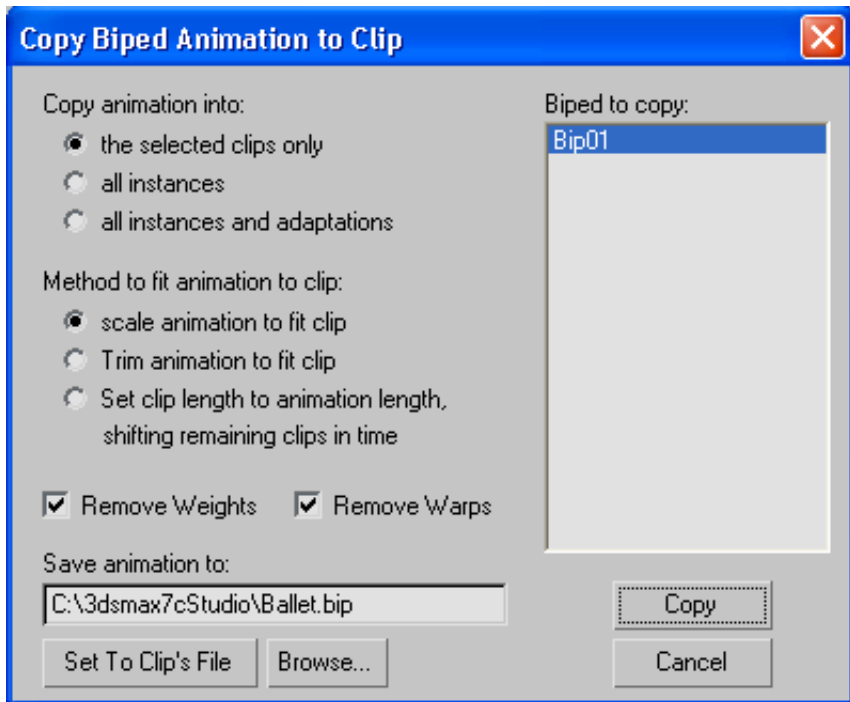 Copy Biped Animation to Clip
Copy animation into:
the selected clips only
all instances
all instances and adaptations
Method to fit animation to clip:
scale animation to fit clip
Trim animation to fit clip
Set clip length to animation length,
shifting remaining clips in time
Remove Weights
Remove Warps
Save animation to:
C:\3dsmax7cStudio\Ballet.bip
Set To Clip's File
Browse...
Biped to copy:
Bip01
Copy
Cancel